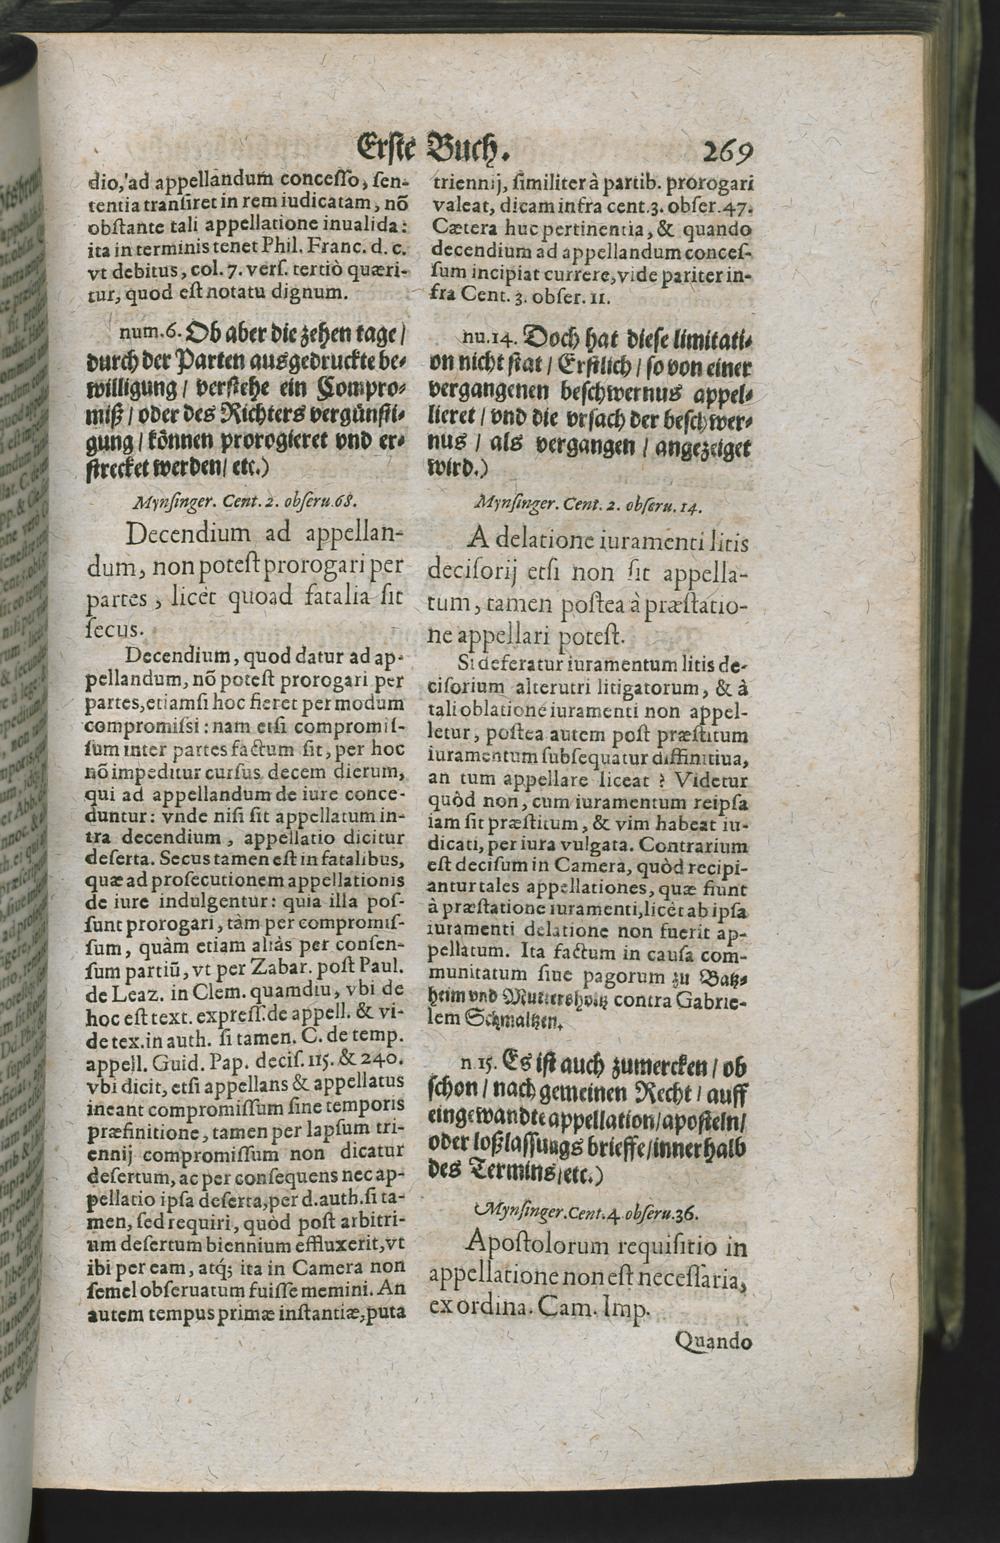 Erste Buch. 269
dio, ad appellandum concesso, sen-
tentia transiret in rem iudicatam, nõ
obstante tali appellatione inualida:
ita in terminis tenet Phil. Franc. d. c.
vt debitus, col. 7. vers. tertiò quæri-
tur, quod est notatu dignum.
num. 6. Ob aber die zehen tage /
durch der Parten ausgedruckte be-
willigung / verstehe ein Compro-
miß / oder des Richters vergünsti-
gung / können prorogieret vnd er-
strecket werden / etc.)
Mynsinger. Cent. 2. obseru. 68.
Decendium ad appellan-
dum, non potest prorogari per
partes, licèt quoad fatalia sit
secus.
Decendium, quod datur ad ap-
pellandum, nõ potest prorogari per
partes, etiamsi hoc fieret per modum
compromissi: nam etsi compromis-
sum inter partes factum sit, per hoc
nõ impeditur cursus decem dierum,
qui ad appellandum de iure conce-
duntur: vnde nisi sit appellatum in-
tra decendium, appellatio dicitur
deserta. Secus tamen est in fatalibus,
quæ ad prosecutionem appellationis
de iure indulgentur: quia illa pos-
sunt prorogari, tàm per compromis-
sum, quàm etiam aliàs per consen-
sum partiũ, vt per Zabar. post Paul.
de Leaz. in Clem. quamdiu, vbi de
hoc est text. express. de appell. & vi-
de tex. in auth. si tamen. C. de temp.
appell. Guid. Pap. decis. 115. & 240.
vbi dicit, etsi appellans & appellatus
ineant compromissum sine temporis
præfinitione, tamen per lapsum tri-
ennij compromissum non dicatur
desertum, ac per consequens nec ap-
pellatio ipsa deserta, per d. auth. si ta-
men, sed requiri, quòd post arbitri-
um desertum biennium effluxerit, vt
ibi per eam, atq; ita in Camera non
semel obseruatum fuisse memini. An
autem tempus primæ instantiæ, puta
triennij, similiter à partib. prorogari
valeat, dicam infra cent. 3. obser. 47.
Cætera huc pertinentia, & quando
decendium ad appellandum conces-
sum incipiat currere, vide pariter in-
fra Cent. 3. obser. 11.
nu. 14. Doch hat diese limitati-
on nicht stat / Erstlich / so von einer
vergangenen beschwernus appel-
lieret / vnd die vrsach der beschwer-
nus / als vergangen / angezeiget
wird.)
Mynsinger. Cent. 2. obseru. 14.
A delatione iuramenti litis
decisorij etsi non sit appella-
tum, tamen postea à præstatio-
ne appellari potest.
Si deferatur iuramentum litis de-
cisorium alterutri litigatorum, & à
tali oblatione iuramenti non appel-
letur, postea autem post præstitum
iuramentum subsequatur diffinitiua,
an tum appellare liceat? Videtur
quòd non, cum iuramentum reipsa
iam sit præstitum, & vim habeat iu-
dicati, per iura vulgata. Contrarium
est decisum in Camera, quòd recipi-
antur tales appellationes, quæ fiunt
à præstatione iuramenti, licèt ab ipsa
iuramenti delatione non fuerit ap-
pellatum. Ita factum in causa com-
munitatum siue pagorum zu Batz-
heim vnd Muttersholtz contra Gabrie-
lem Schmaltzen.
n. 15. Es ist auch zumercken / ob
schon / nach gemeinen Recht / auff
eingewandte appellation / aposteln /
oder loßlassungs brieffe / innerhalb
des Termins / etc.)
Mynsinger. Cent. 4. obseru. 36.
Apostolorum requisitio in
appellatione non est necessaria,
ex ordina. Cam. Imp.
Quando